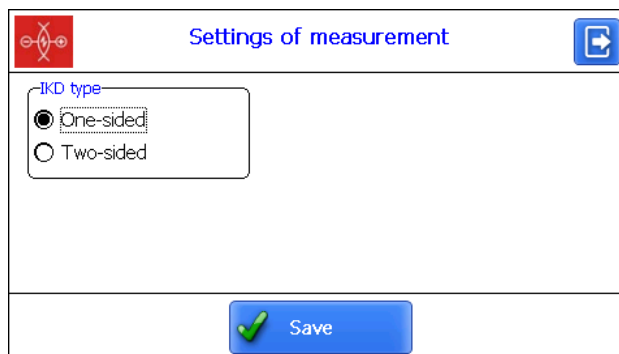 Settings of measurement
IKD type
One-sided
Two-sided
Save